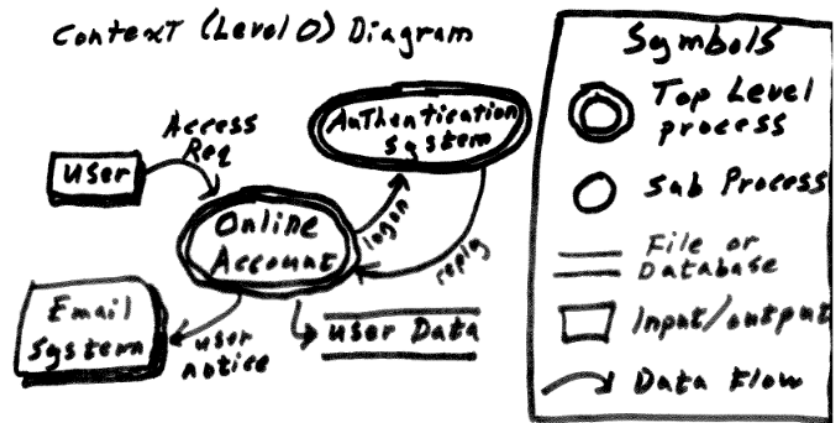 Context (Level 0) Diagram
Access
Req
User
Authentication
system
Online
Account
logon
reply
Email
System
user
notice
User Data
Symbols
Top Level
process
Sub Process
File or
Database
Input/output
Data Flow